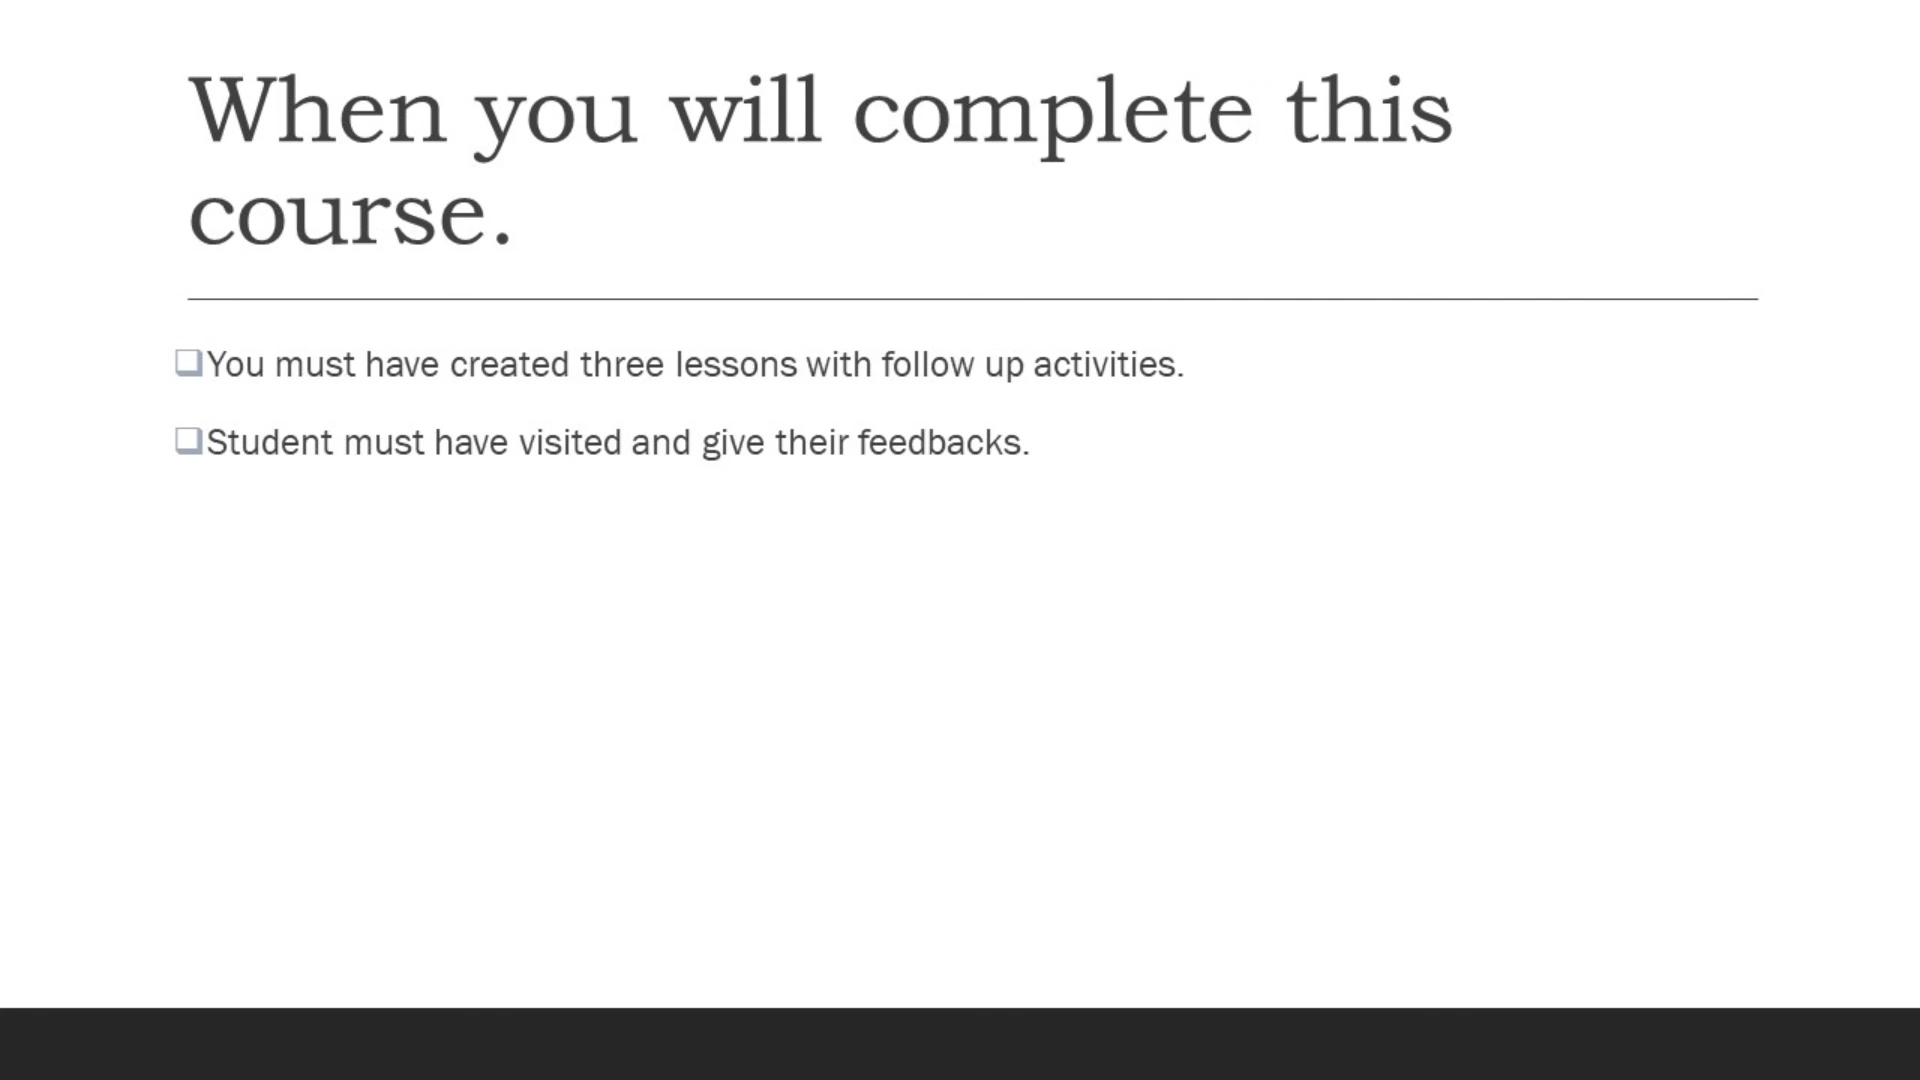 When you will complete this
course.
You must have created three lessons with follow up activities.
Student must have visited and give their feedbacks.